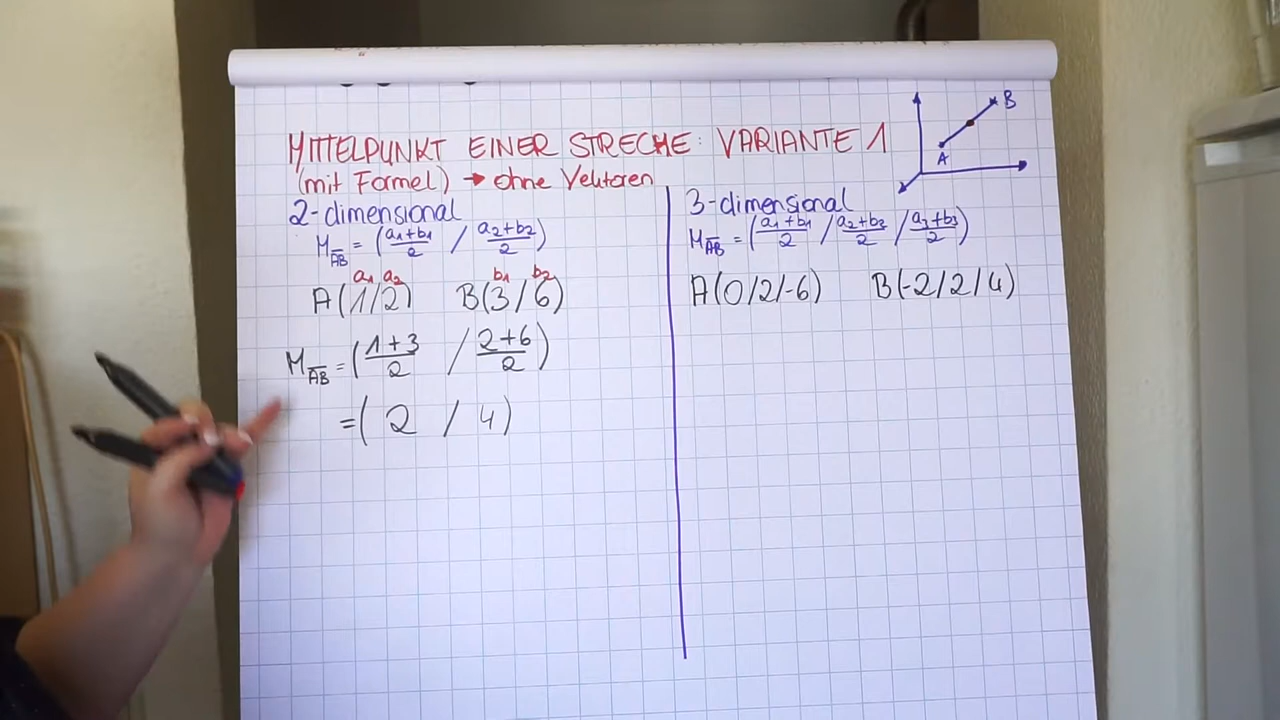 MITTELPUNKT EINER STRECKE: VARIANTE 1
(mit Formel) → ohne Vektoren
2-dimensional
M_AB = (a1+b1/2 / a2+b2/2)
a1 a2 b1 b2
A(1/2) B(3/6)
M_AB = (1+3/2 / 2+6/2)
=( 2 / 4)
3-dimensional
M_AB = (a1+b1/2 / a2+b2/2 / a3+b3/2)
A(0/2/-6) B(-2/2/4)
A
B